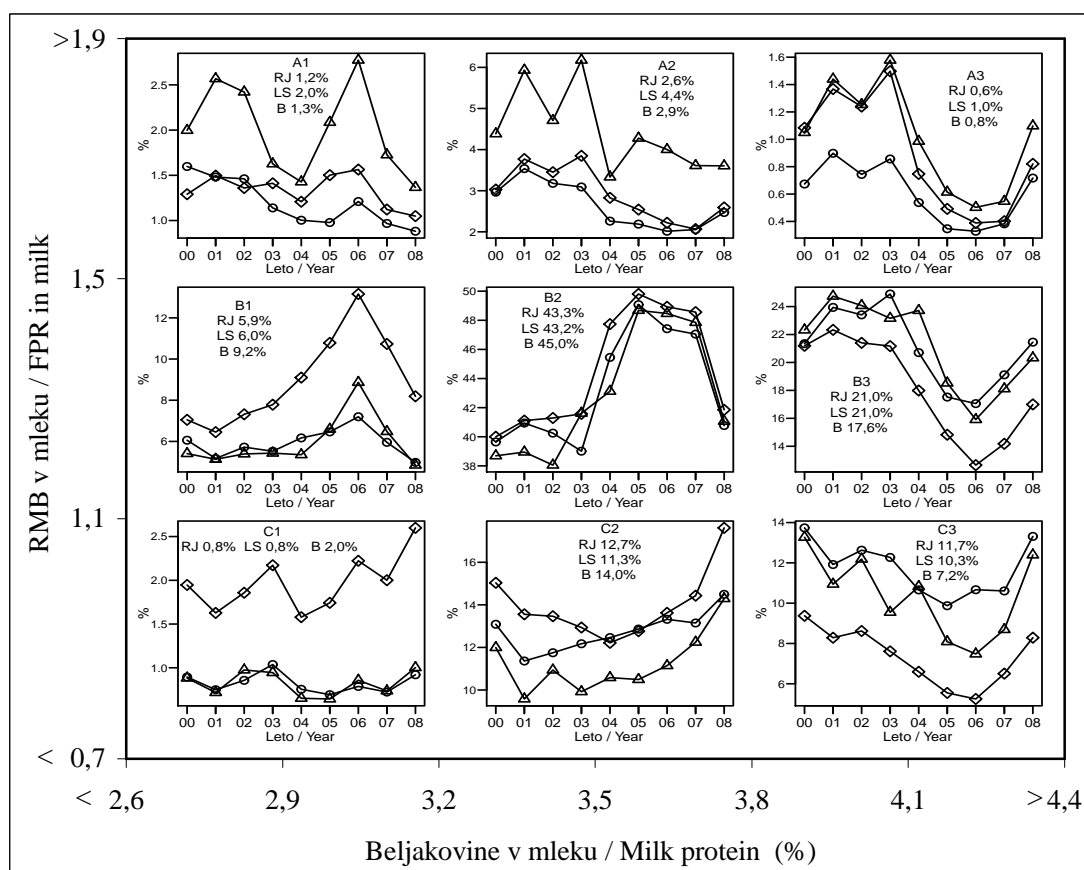 >1,9
1,5
1,1
< 0,7
RMB v mleku / FPR in milk
A1
RJ 1,2%
LS 2,0%
B 1,3%
2.5
2.0
1.5
1.0
%
00 01 02 03 04 05 06 07 08
Leto / Year
A2
RJ 2,6%
LS 4,4%
B 2,9%
6
5
4
3
2
%
00 01 02 03 04 05 06 07 08
Leto / Year
A3
RJ 0,6%
LS 1,0%
B 0,8%
1.6
1.4
1.2
1.0
0.8
0.6
0.4
%
00 01 02 03 04 05 06 07 08
Leto / Year
B1
RJ 5,9%
LS 6,0%
B 9,2%
12
10
8
6
%
00 01 02 03 04 05 06 07 08
Leto / Year
B2
RJ 43,3%
LS 43,2%
B 45,0%
50
48
46
44
42
40
38
%
00 01 02 03 04 05 06 07 08
Leto / Year
B3
RJ 21,0%
LS 21,0%
B 17,6%
24
22
20
18
16
14
%
00 01 02 03 04 05 06 07 08
Leto / Year
C1
RJ 0,8% LS 0,8% B 2,0%
2.5
2.0
1.5
1.0
%
00 01 02 03 04 05 06 07 08
Leto / Year
C2
RJ 12,7%
LS 11,3%
B 14,0%
16
14
12
10
%
00 01 02 03 04 05 06 07 08
Leto / Year
C3
RJ 11,7%
LS 10,3%
B 7,2%
14
12
10
8
6
%
00 01 02 03 04 05 06 07 08
Leto / Year
< 2,6 2,9 3,2 3,5 3,8 4,1 >4,4
Beljakovine v mleku / Milk protein (%)